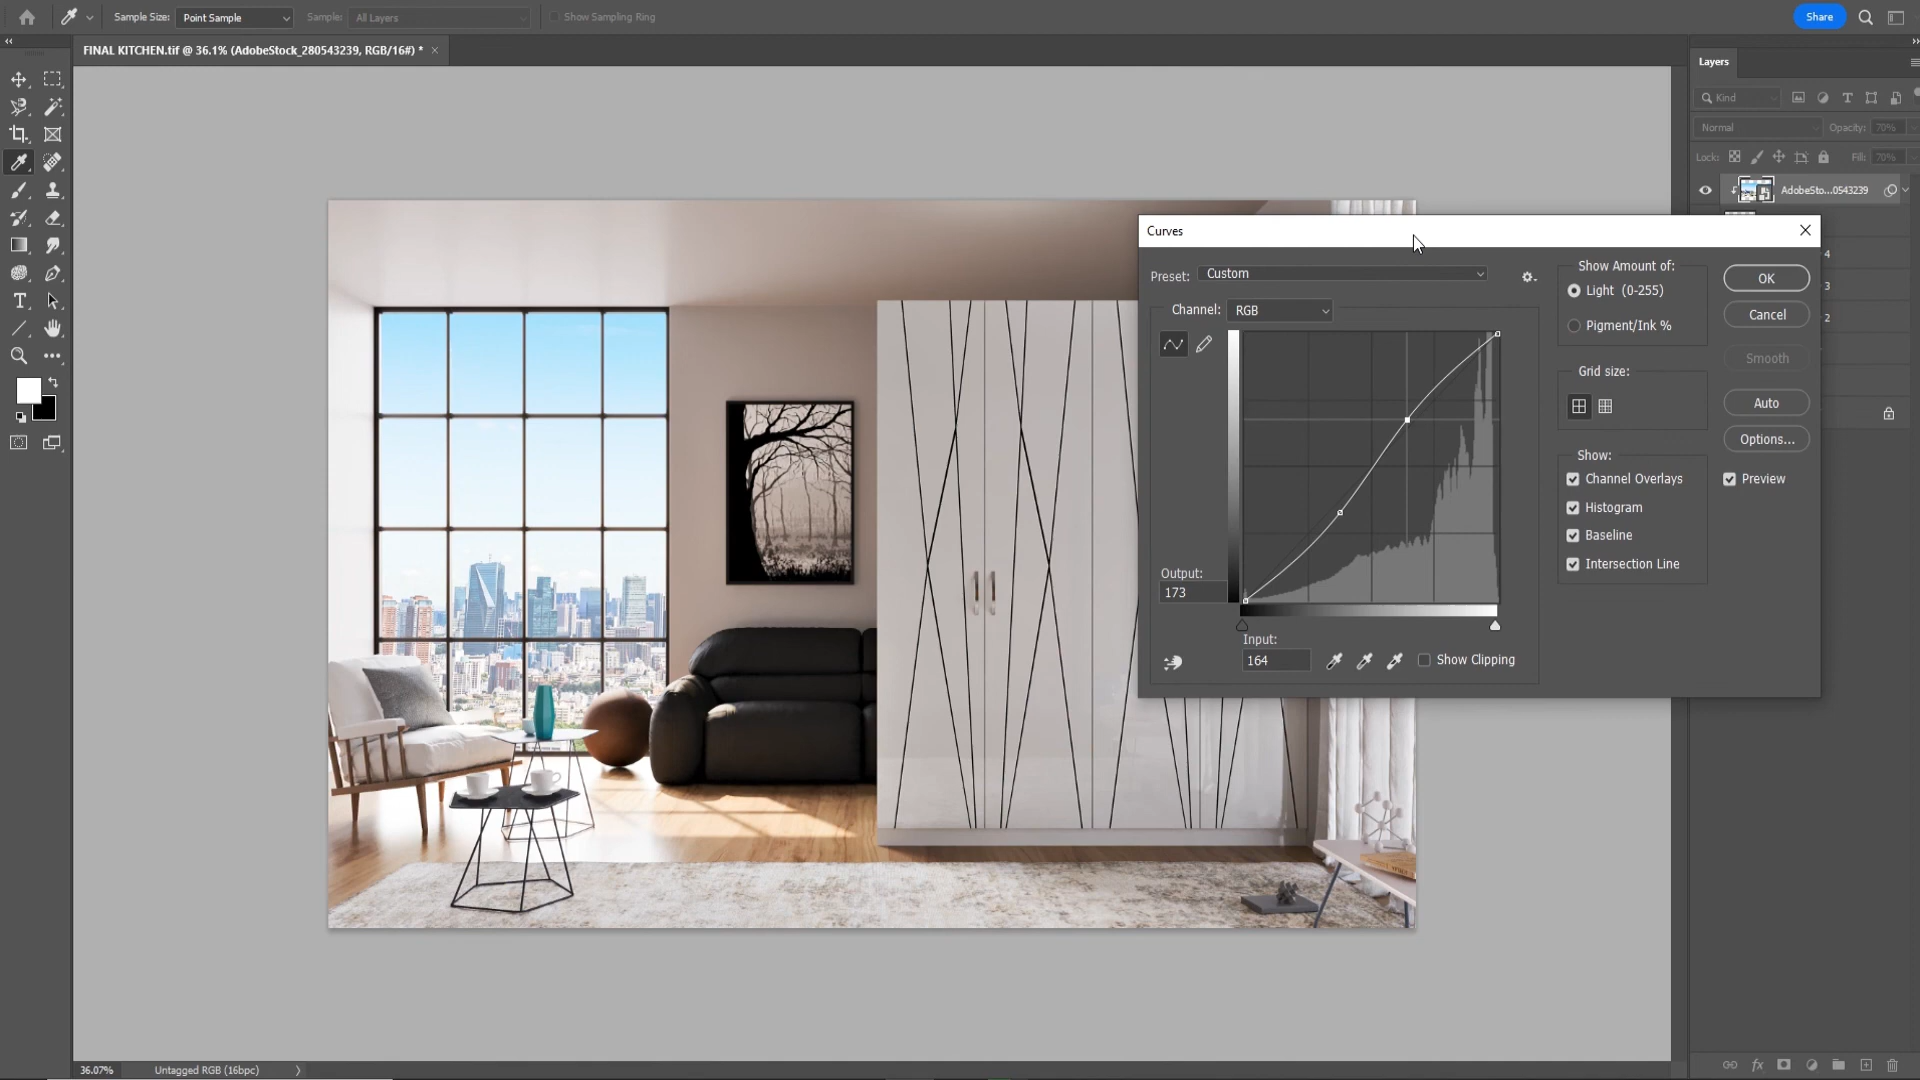 Sample Size: Point Sample Sample: All Layers Show Sampling Ring Share
FINAL KITCHEN.tif @ 36.1% (AdobeStock_280543239, RGB/16#) * ×
Layers
Kind
Normal Opacity: 70%
Lock: Fill: 70%
AdobeSto...0543239
4
3
2
Curves
Preset: Custom
Channel: RGB
Output:
173
Input:
164
Show Clipping
Show Amount of:
Light (0-255)
Pigment/Ink %
Grid size:
Show:
Channel Overlays
Histogram
Baseline
Intersection Line
OK
Cancel
Smooth
Auto
Options...
Preview
36.07% Untagged RGB (16bpc)